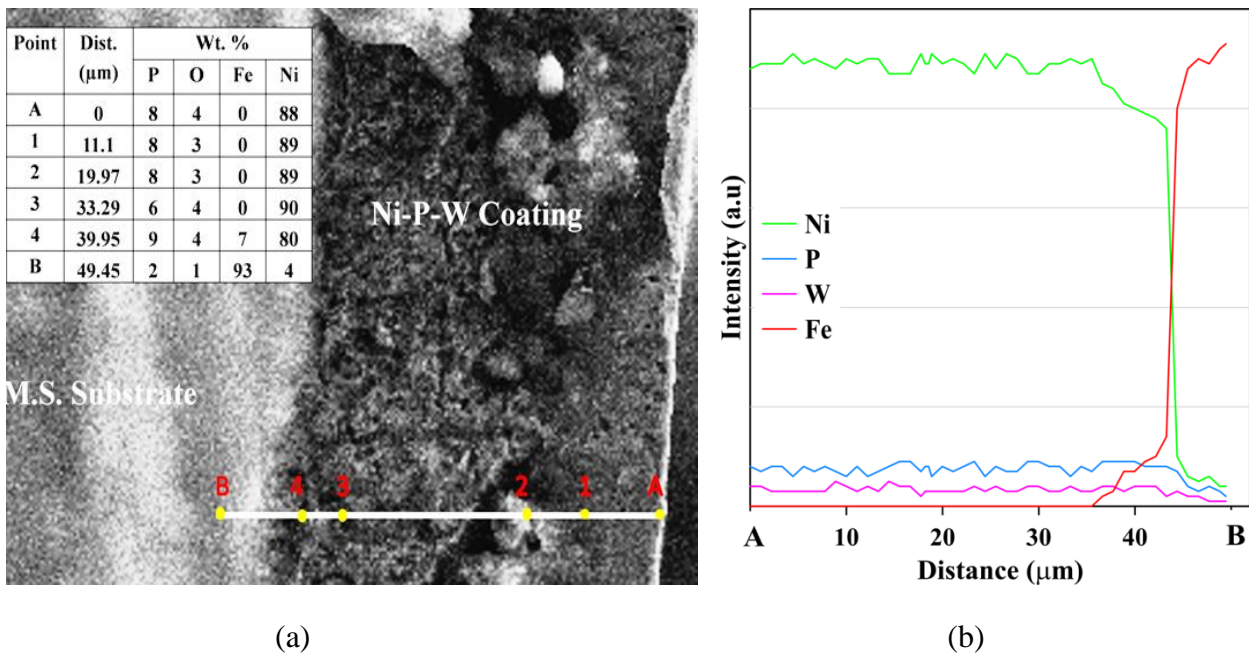 Point Dist. (µm) Wt. %
P O Fe Ni
A 0 8 4 0 88
1 11.1 8 3 0 89
2 19.97 8 3 0 89
3 33.29 6 4 0 90
4 39.95 9 4 7 80
B 49.45 2 1 93 4
Ni-P-W Coating
M.S. Substrate
B 4 3 2 1 A
(a)
Intensity (a.u)
Ni
P
W
Fe
A 10 20 30 40 B
Distance (µm)
(b)